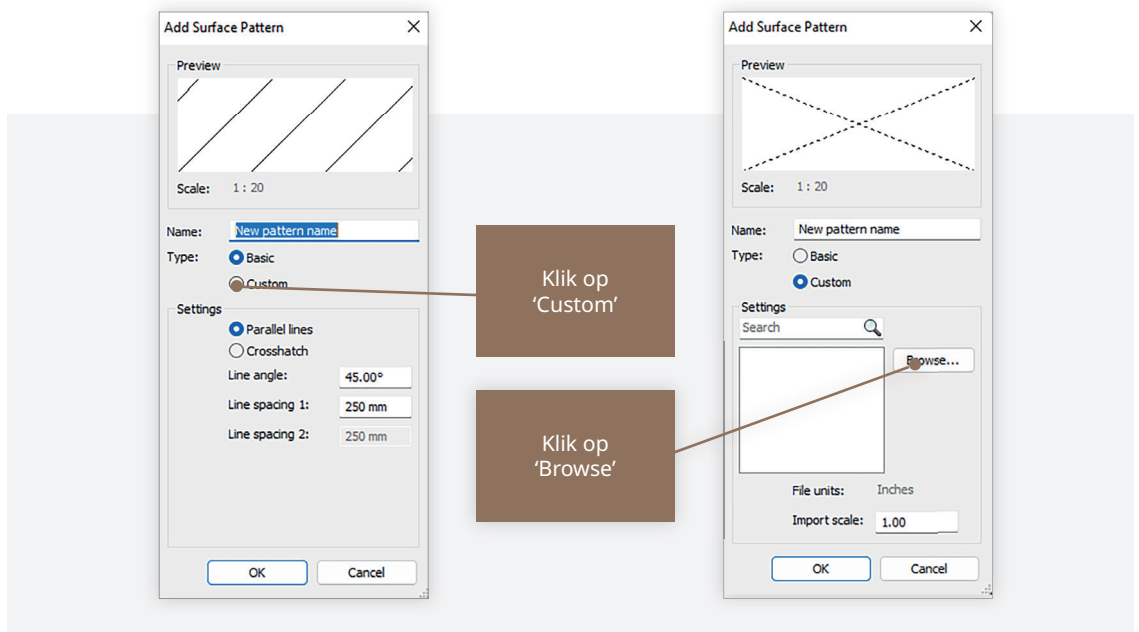 Add Surface Pattern
Preview
Scale: 1 : 20
Name: New pattern name
Type: Basic
Custom
Settings
Parallel lines
Crosshatch
Line angle: 45.00°
Line spacing 1: 250 mm
Line spacing 2: 250 mm
OK Cancel
Klik op
‘Custom’
Klik op
‘Browse’
Add Surface Pattern
Preview
Scale: 1 : 20
Name: New pattern name
Type: Basic
Custom
Settings
Search
Browse...
File units: Inches
Import scale: 1.00
OK Cancel